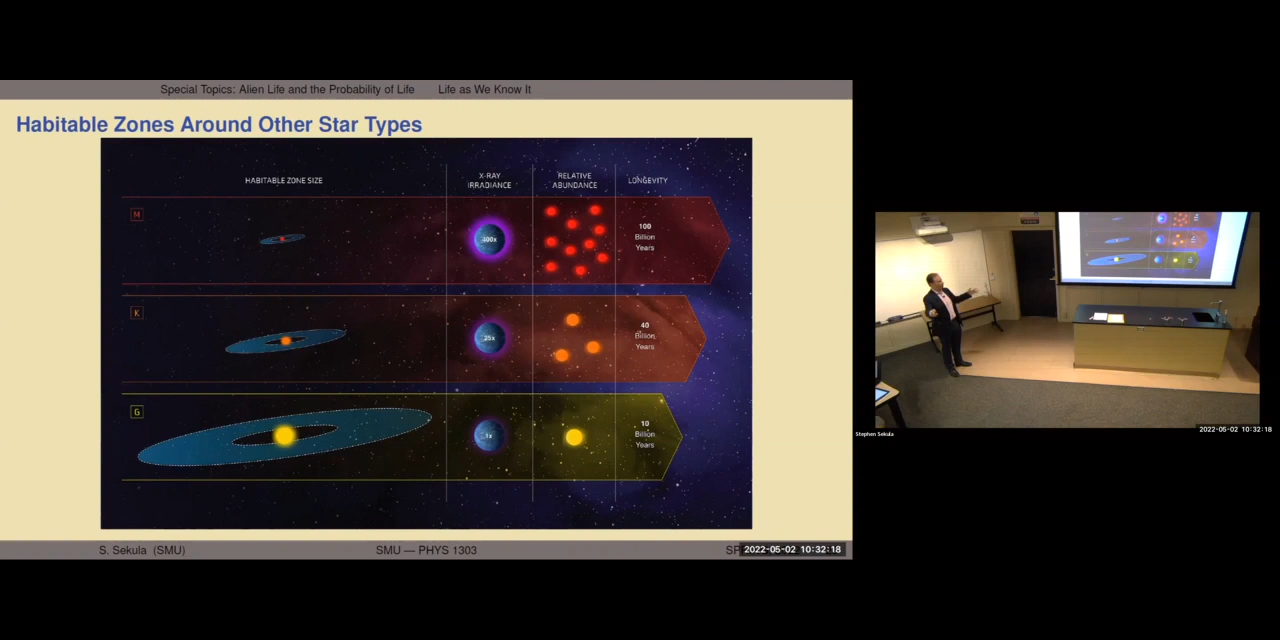 Special Topics: Alien Life and the Probability of Life Life as We Know It
Habitable Zones Around Other Star Types
HABITABLE ZONE SIZE
X-RAY
IRRADIANCE
RELATIVE
ABUNDANCE
LONGEVITY
M
400x
100
Billion
Years
K
25x
40
Billion
Years
G
1x
10
Billion
Years
S. Sekula (SMU) SMU — PHYS 1303 SP
2022-05-02 10:32:18
Stephen Sekula
2022-05-02 10:32:18